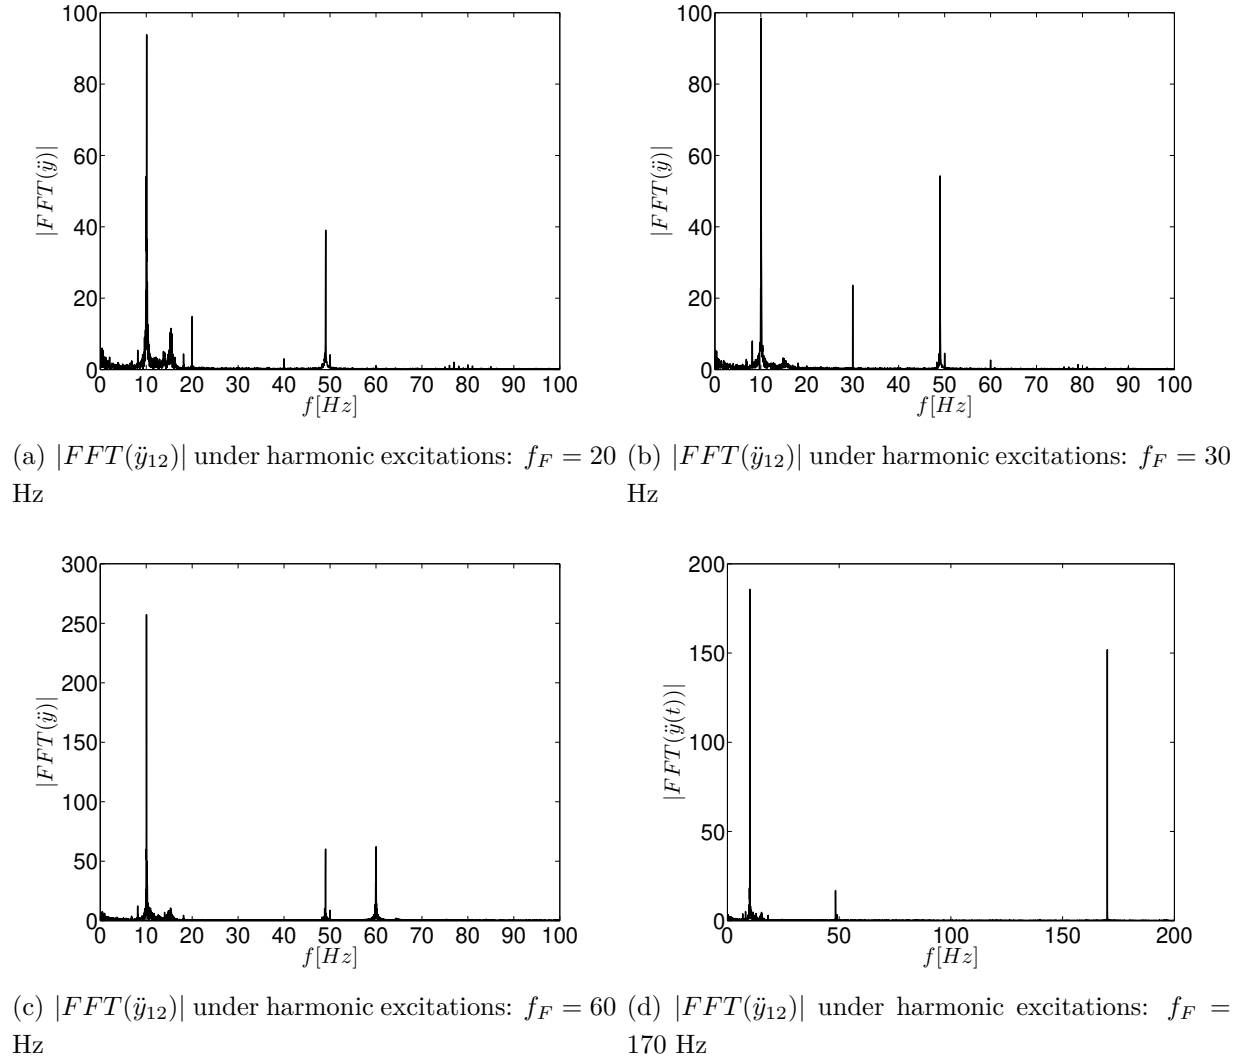 100
80
60
40
20
0
|FFT(ÿ)|
0 10 20 30 40 50 60 70 80 90 100
f[Hz]
100
80
60
40
20
0
|FFT(ÿ)|
0 10 20 30 40 50 60 70 80 90 100
f[Hz]
(a) |FFT(ÿ₁₂)| under harmonic excitations: f_F = 20
Hz
(b) |FFT(ÿ₁₂)| under harmonic excitations: f_F = 30
Hz
300
250
200
150
100
50
0
|FFT(ÿ)|
0 10 20 30 40 50 60 70 80 90 100
f[Hz]
200
150
100
50
0
|FFT(ÿ(t))|
0 50 100 150 200
f[Hz]
(c) |FFT(ÿ₁₂)| under harmonic excitations: f_F = 60
Hz
(d) |FFT(ÿ₁₂)| under harmonic excitations: f_F =
170 Hz